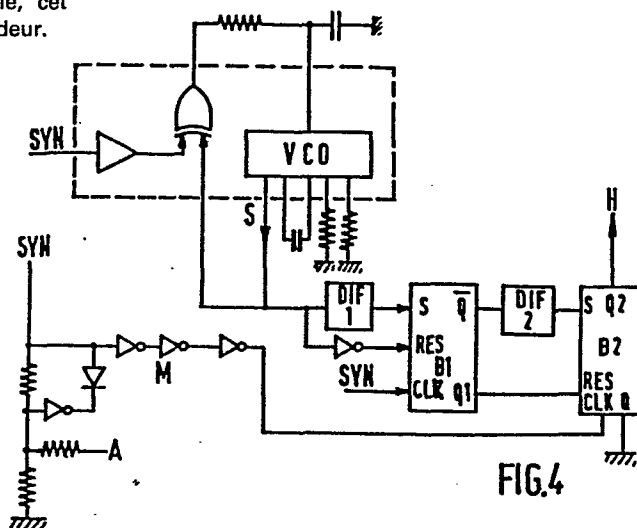 le, cet
deur.
SYN
VCO
S
H
SYN
DIF
1
S Q
DIF
2
S Q2
B2
M
RES
B1
SYN
CLK Q1
RES
CLK Q
A
FIG.4